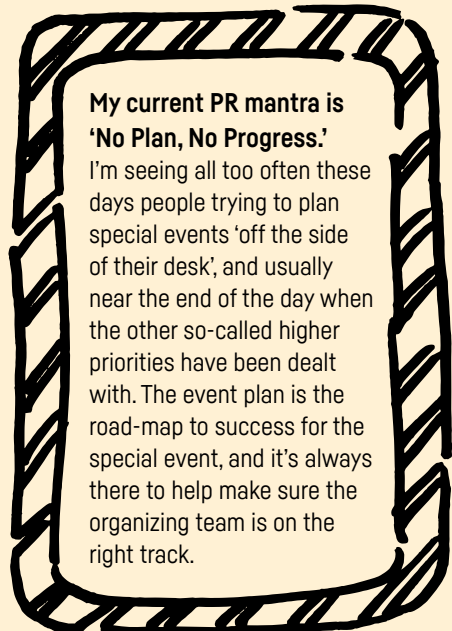 My current PR mantra is
‘No Plan, No Progress.’
I’m seeing all too often these
days people trying to plan
special events ‘off the side
of their desk’, and usually
near the end of the day when
the other so-called higher
priorities have been dealt
with. The event plan is the
road-map to success for the
special event, and it’s always
there to help make sure the
organizing team is on the
right track.